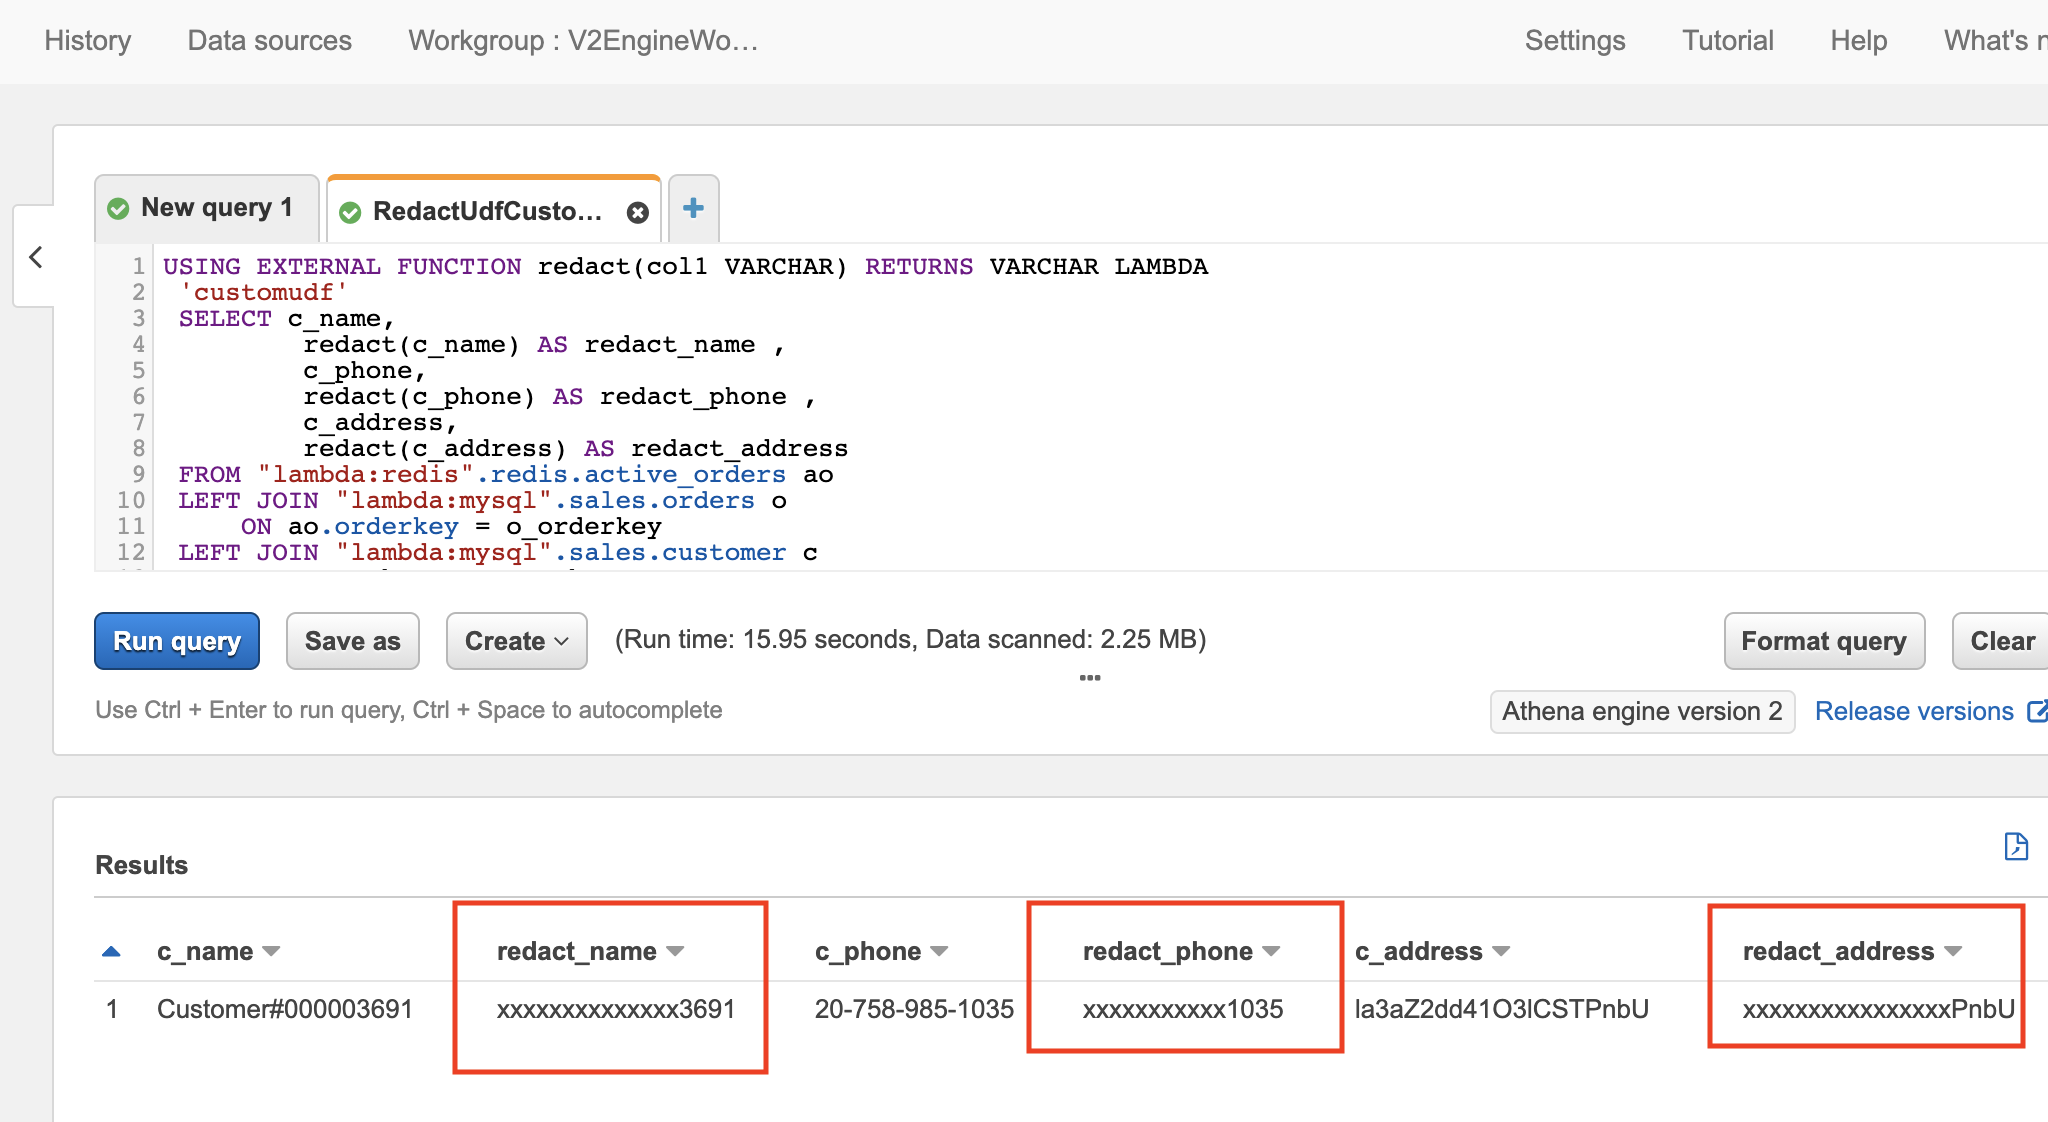 History Data sources Workgroup : V2EngineWo... Settings Tutorial Help What's
New query 1 RedactUdfCusto... +
1 USING EXTERNAL FUNCTION redact(col1 VARCHAR) RETURNS VARCHAR LAMBDA
2 'customudf'
3 SELECT c_name,
4 redact(c_name) AS redact_name ,
5 c_phone,
6 redact(c_phone) AS redact_phone ,
7 c_address,
8 redact(c_address) AS redact_address
9 FROM "lambda:redis".redis.active_orders ao
10 LEFT JOIN "lambda:mysql".sales.orders o
11 ON ao.orderkey = o_orderkey
12 LEFT JOIN "lambda:mysql".sales.customer c
Run query Save as Create (Run time: 15.95 seconds, Data scanned: 2.25 MB) Format query Clear
Use Ctrl + Enter to run query, Ctrl + Space to autocomplete Athena engine version 2 Release versions
Results
c_name redact_name c_phone redact_phone c_address redact_address
1 Customer#000003691 xxxxxxxxxxxxxx3691 20-758-985-1035 xxxxxxxxxxx1035 la3aZ2dd41O3lCSTPnbU xxxxxxxxxxxxxxxxPnbU